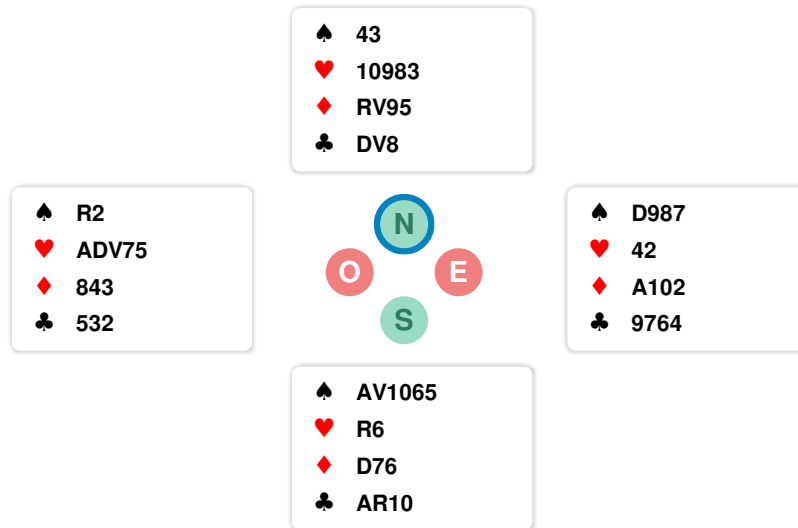 ♠ 43
♥ 10983
♦ RV95
♣ DV8
♠ R2
♥ ADV75
♦ 843
♣ 532
N
O E
S
♠ D987
♥ 42
♦ A102
♣ 9764
♠ AV1065
♥ R6
♦ D76
♣ AR10